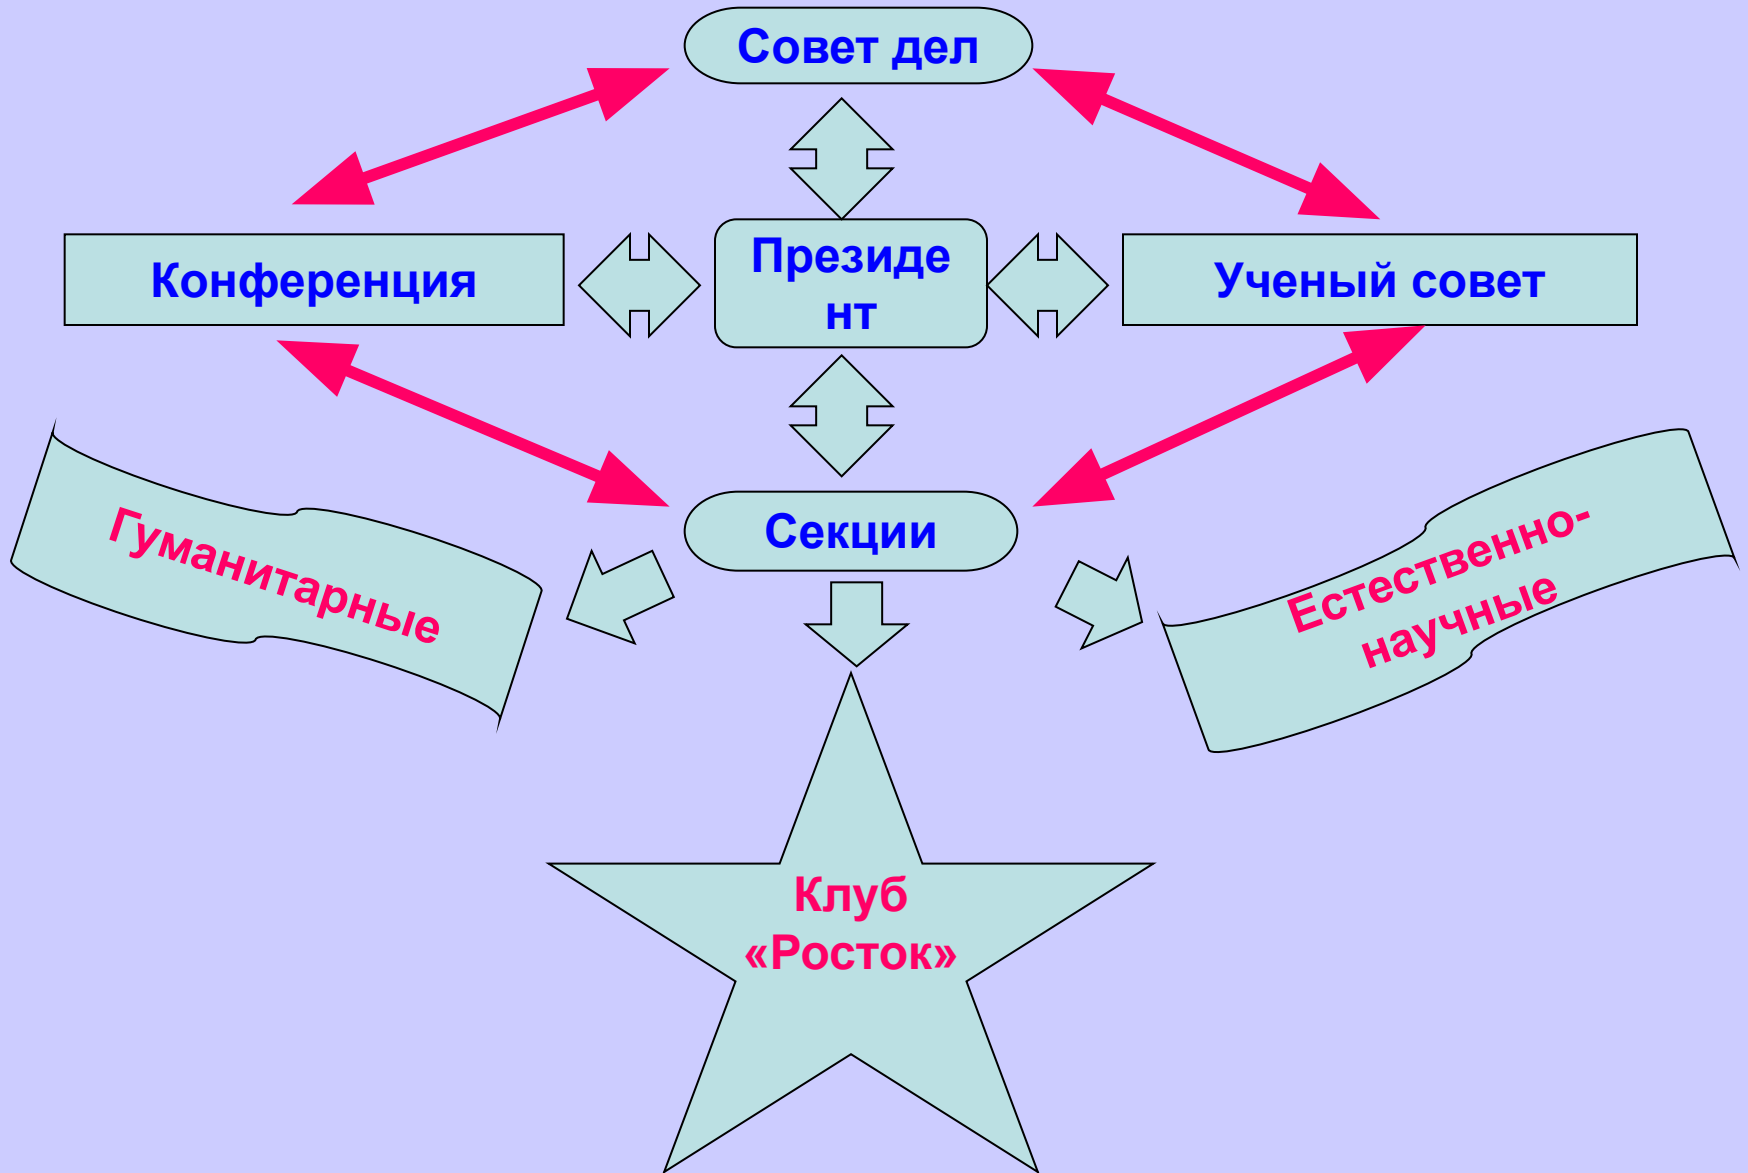 Совет дел
Конференция
Президе
нт
Ученый совет
Секции
Гуманитарные
Естественно-
научные
Клуб
«Росток»